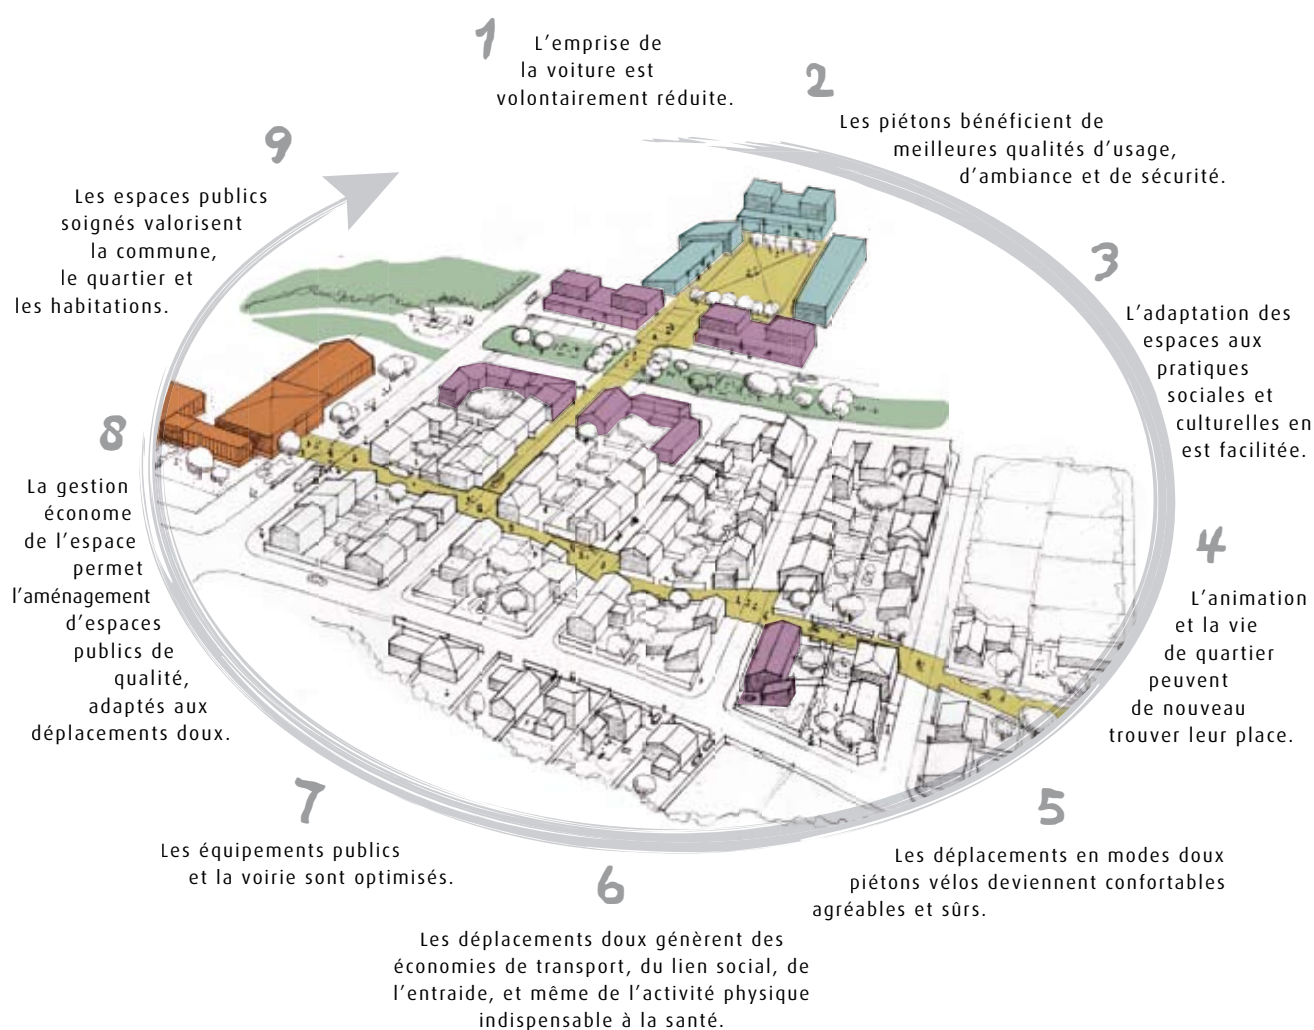 1
L'emprise de
la voiture est
volontairement réduite.
2
Les piétons bénéficient de
meilleures qualités d'usage,
d'ambiance et de sécurité.
3
L'adaptation des
espaces aux
pratiques
sociales et
culturelles en
est facilitée.
4
L'animation
et la vie
de quartier
peuvent
de nouveau
trouver leur place.
5
Les déplacements en modes doux
piétons vélos deviennent confortables
agréables et sûrs.
6
Les déplacements doux génèrent des
économies de transport, du lien social, de
l'entraide, et même de l'activité physique
indispensable à la santé.
7
Les équipements publics
et la voirie sont optimisés.
8
La gestion
économe
de l'espace
permet
l'aménagement
d'espaces
publics de
qualité,
adaptés aux
déplacements doux.
9
Les espaces publics
soignés valorisent
la commune,
le quartier et
les habitations.